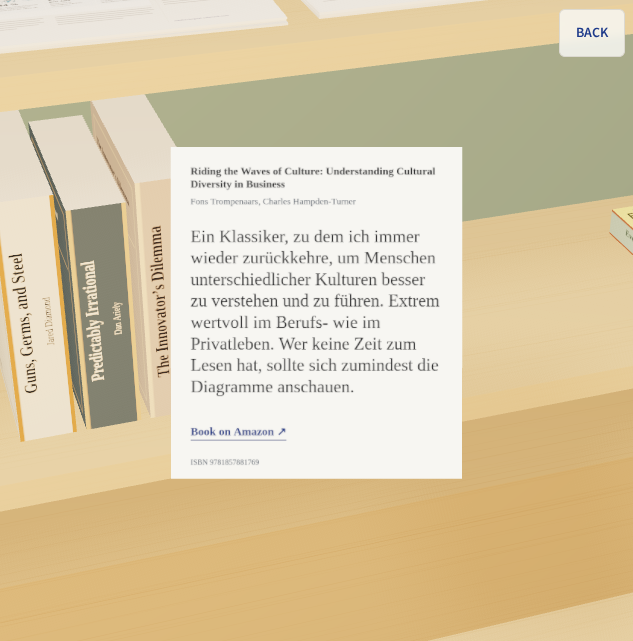 BACK
Riding the Waves of Culture: Understanding Cultural
Diversity in Business
Fons Trompenaars, Charles Hampden-Turner
Ein Klassiker, zu dem ich immer
wieder zurückkehre, um Menschen
unterschiedlicher Kulturen besser
zu verstehen und zu führen. Extrem
wertvoll im Berufs- wie im
Privatleben. Wer keine Zeit zum
Lesen hat, sollte sich zumindest die
Diagramme anschauen.
Book on Amazon ↗
ISBN 9781857881769
Guns, Germs, and Steel
Jared Diamond
Predictably Irrational
Dan Ariely
The Innovator's Dilemma